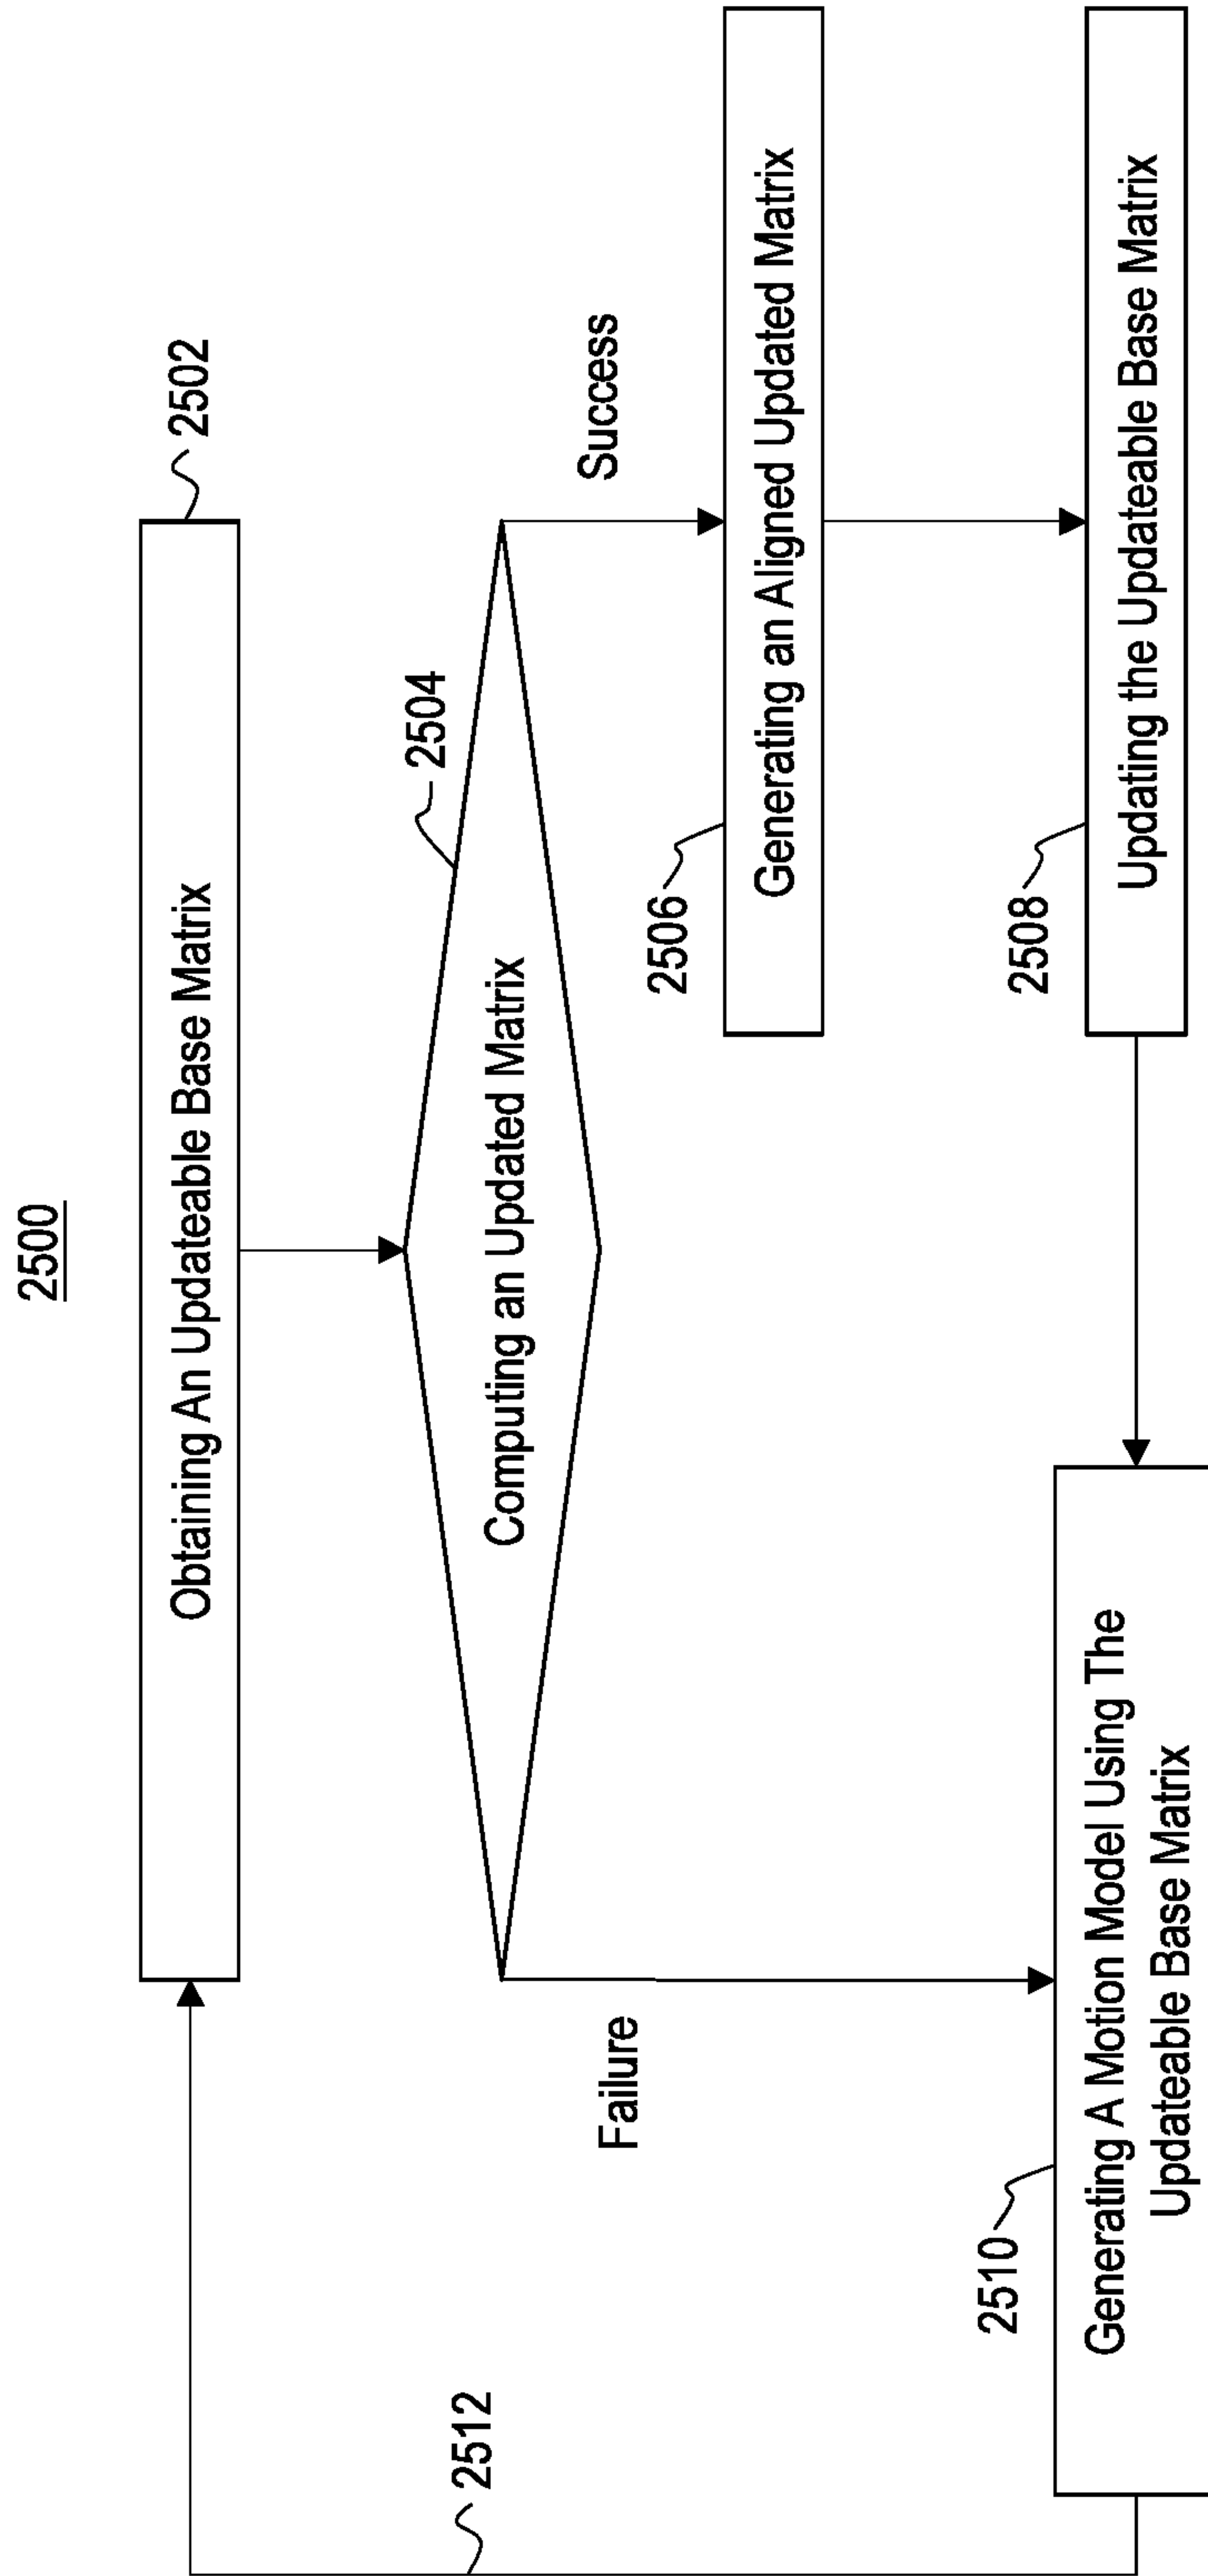 2500
Obtaining An Updateable Base Matrix
2502
Computing an Updated Matrix
2504
Success
Failure
2506
Generating an Aligned Updated Matrix
2508
Updating the Updateable Base Matrix
2510
Generating A Motion Model Using The
Updateable Base Matrix
2512